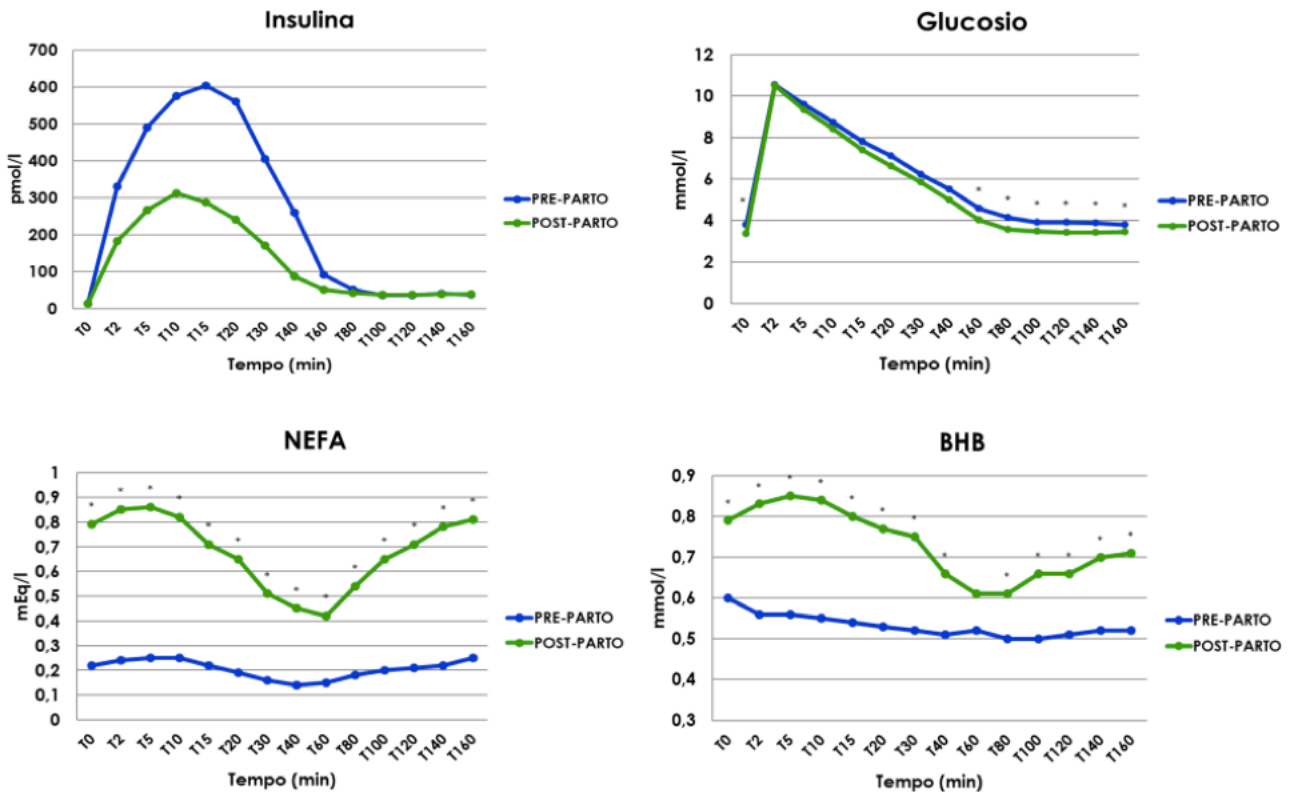 Insulina
700
600
500
400
300
200
100
0
pmol/l
T0 T2 T5 T10 T15 T20 T30 T40 T60 T80 T100 T120 T140 T160
Tempo (min)
PRE-PARTO
POST-PARTO
Glucosio
12
10
8
6
4
2
0
mmol/l
* * * * * * *
T0 T2 T5 T10 T15 T20 T30 T40 T60 T80 T100 T120 T140 T160
Tempo (min)
PRE-PARTO
POST-PARTO
NEFA
1
0,9
0,8
0,7
0,6
0,5
0,4
0,3
0,2
0,1
0
mEq/l
* * * * * * * * * * * * *
T0 T2 T5 T10 T15 T20 T30 T40 T60 T80 T100 T120 T140 T160
Tempo (min)
PRE-PARTO
POST-PARTO
BHB
0,9
0,8
0,7
0,6
0,5
0,4
0,3
mmol/l
* * * * * * * * * * * * *
T0 T2 T5 T10 T15 T20 T30 T40 T60 T80 T100 T120 T140 T160
Tempo (min)
PRE-PARTO
POST-PARTO